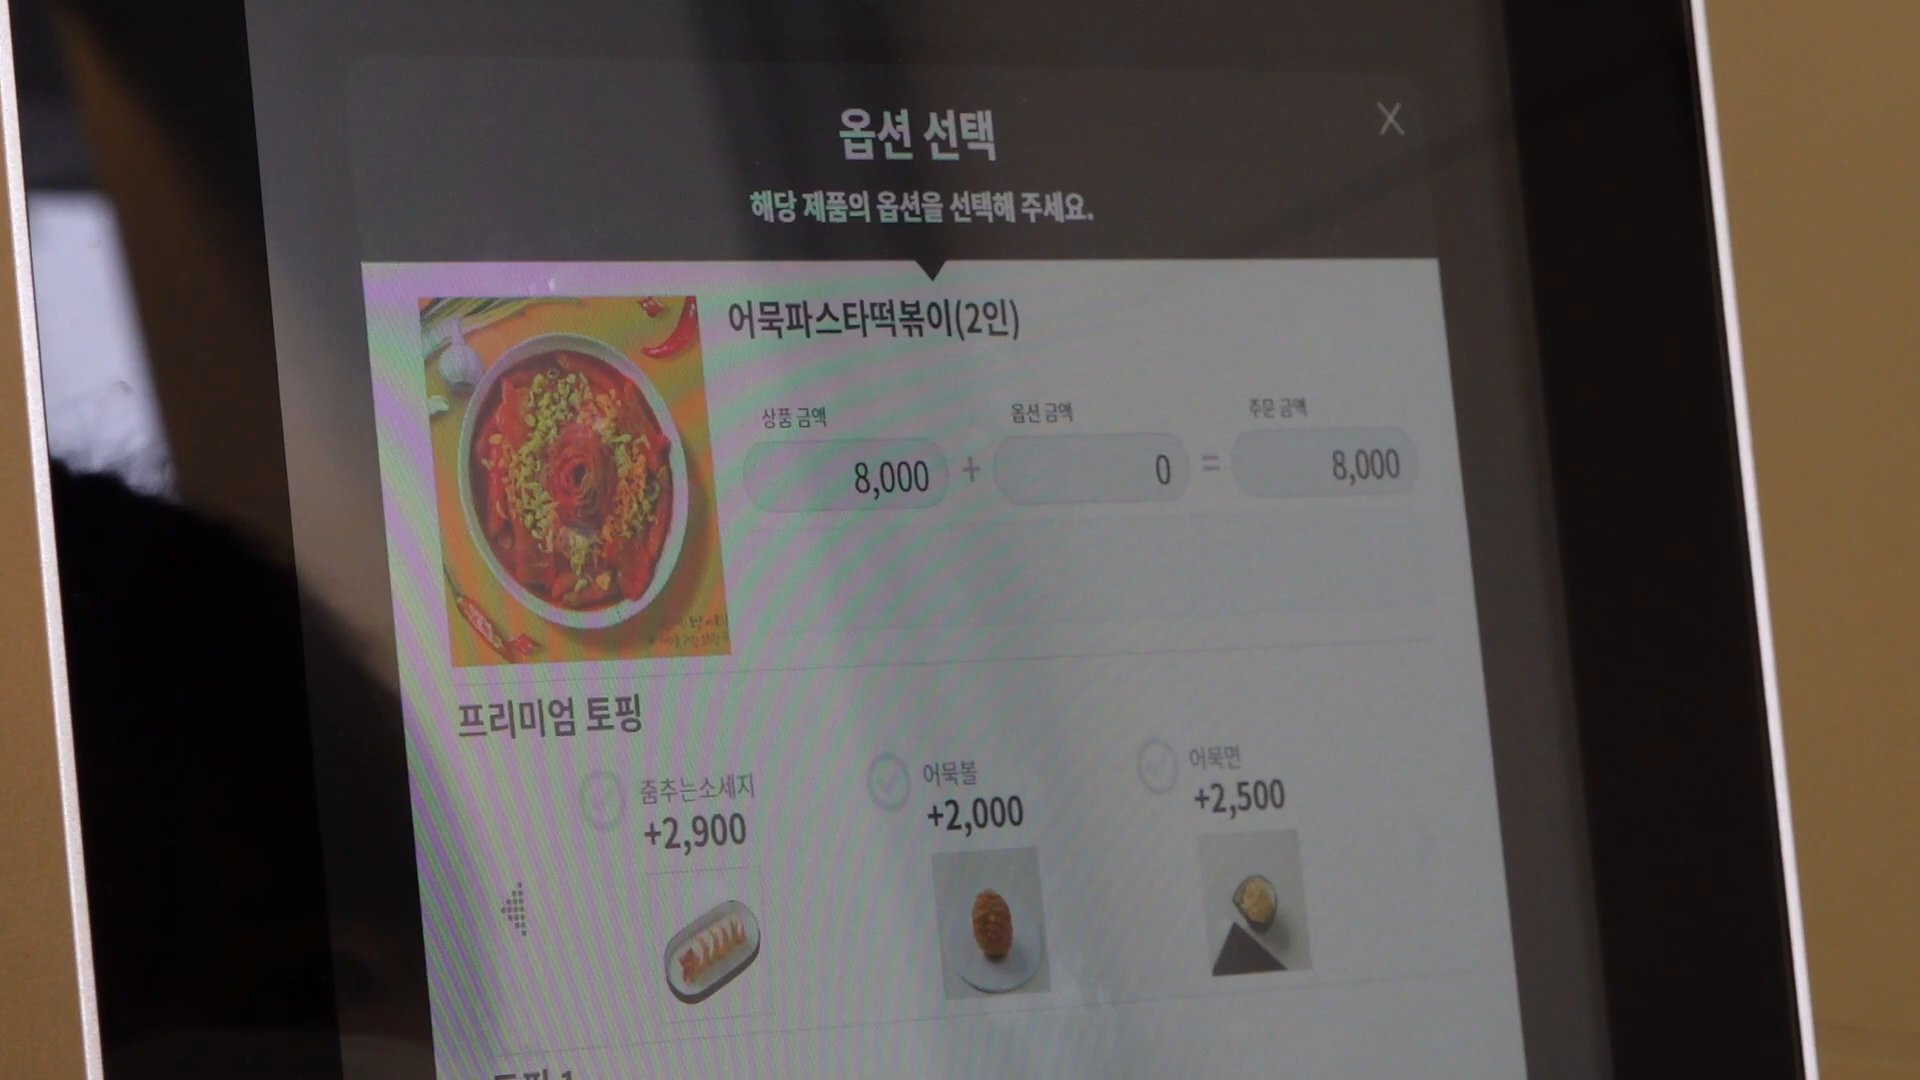 옵션 선택
X
해당 제품의 옵션을 선택해 주세요.
어묵파스타떡볶이(2인)
상품 금액
옵션 금액
주문 금액
8,000 + 0 = 8,000
프리미엄 토핑
춤추는소세지
+2,900
어묵볼
+2,000
어묵면
+2,500
토핑 1